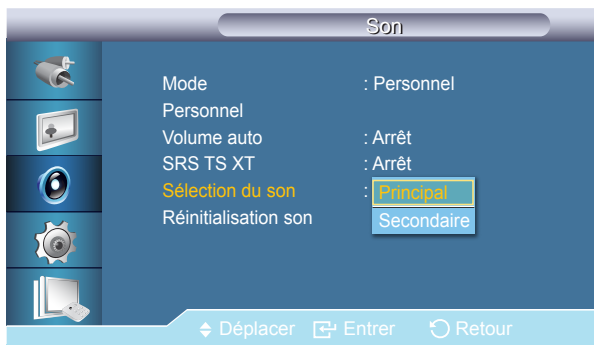 Son
Mode : Personnel
Personnel
Volume auto : Arrêt
SRS TS XT : Arrêt
Sélection du son : Principal
Réinitialisation son Secondaire
Déplacer Entrer Retour